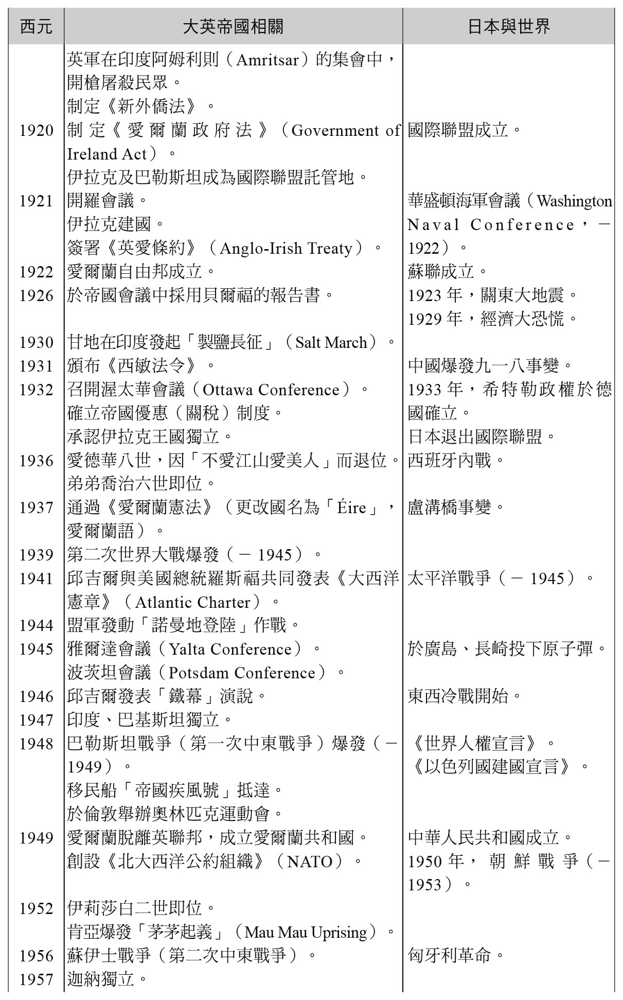 西元 大英帝國相關 日本與世界
英軍在印度阿姆利則（Amritsar）的集會中，
開槍屠殺民眾。
制定《新外僑法》。
1920 制定《愛爾蘭政府法》（Government of 國際聯盟成立。
Ireland Act）。
伊拉克及巴勒斯坦成為國際聯盟託管地。
1921 開羅會議。 華盛頓海軍會議（Washington
伊拉克建國。 Naval Conference，－
簽署《英愛條約》（Anglo-Irish Treaty）。 1922）。
1922 愛爾蘭自由邦成立。 蘇聯成立。
1926 於帝國會議中採用貝爾福的報告書。 1923 年，關東大地震。
1929 年，經濟大恐慌。
1930 甘地在印度發起「製鹽長征」（Salt March）。
1931 頒布《西敏法令》。 中國爆發九一八事變。
1932 召開渥太華會議（Ottawa Conference）。 1933 年，希特勒政權於德
確立帝國優惠（關稅）制度。 國確立。
承認伊拉克王國獨立。 日本退出國際聯盟。
1936 愛德華八世，因「不愛江山愛美人」而退位。 西班牙內戰。
弟弟喬治六世即位。
1937 通過《愛爾蘭憲法》（更改國名為「Éire」， 盧溝橋事變。
愛爾蘭語）。
1939 第二次世界大戰爆發（－ 1945）。
1941 邱吉爾與美國總統羅斯福共同發表《大西洋 太平洋戰爭（－ 1945）。
憲章》（Atlantic Charter）。
1944 盟軍發動「諾曼地登陸」作戰。
1945 雅爾達會議（Yalta Conference）。 於廣島、長崎投下原子彈。
波茨坦會議（Potsdam Conference）。
1946 邱吉爾發表「鐵幕」演說。 東西冷戰開始。
1947 印度、巴基斯坦獨立。
1948 巴勒斯坦戰爭（第一次中東戰爭）爆發（－ 《世界人權宣言》。
1949）。 《以色列國建國宣言》。
移民船「帝國疾風號」抵達。
於倫敦舉辦奧林匹克運動會。
1949 愛爾蘭脫離英聯邦，成立愛爾蘭共和國。 中華人民共和國成立。
創設《北大西洋公約組織》（NATO）。 1950 年，朝鮮戰爭（－
1953）。
1952 伊莉莎白二世即位。
肯亞爆發「茅茅起義」（Mau Mau Uprising）。
1956 蘇伊士戰爭（第二次中東戰爭）。 匈牙利革命。
1957 迦納獨立。